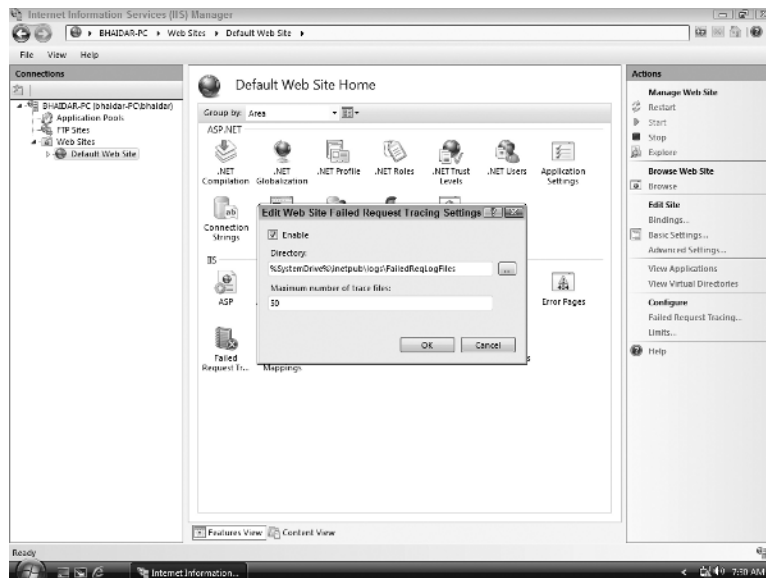 Internet Information Services (IIS) Manager
BHAIDAR-PC Web Sites Default Web Site
File View Help
Connections
BHAIDAR-PC (bhaidar-PC\bhaidar)
Application Pools
FTP Sites
Web Sites
Default Web Site
Default Web Site Home
Group by: Area
ASP.NET
.NET Compilation
.NET Globalization
.NET Profile
.NET Roles
.NET Trust Levels
.NET Users
Application Settings
Connection Strings
IIS
ASP
Error Pages
Failed Request Tr...
Mappings
Edit Web Site Failed Request Tracing Settings
Enable
Directory:
%SystemDrive%\inetpub\logs\FailedReqLogFiles
...
Maximum number of trace files:
50
OK
Cancel
Features View
Content View
Actions
Manage Web Site
Restart
Start
Stop
Explore
Browse Web Site
Browse
Edit Site
Bindings...
Basic Settings...
Advanced Settings...
View Applications
View Virtual Directories
Configure
Failed Request Tracing...
Limits...
Help
Ready
Internet Information...
7:50 AM